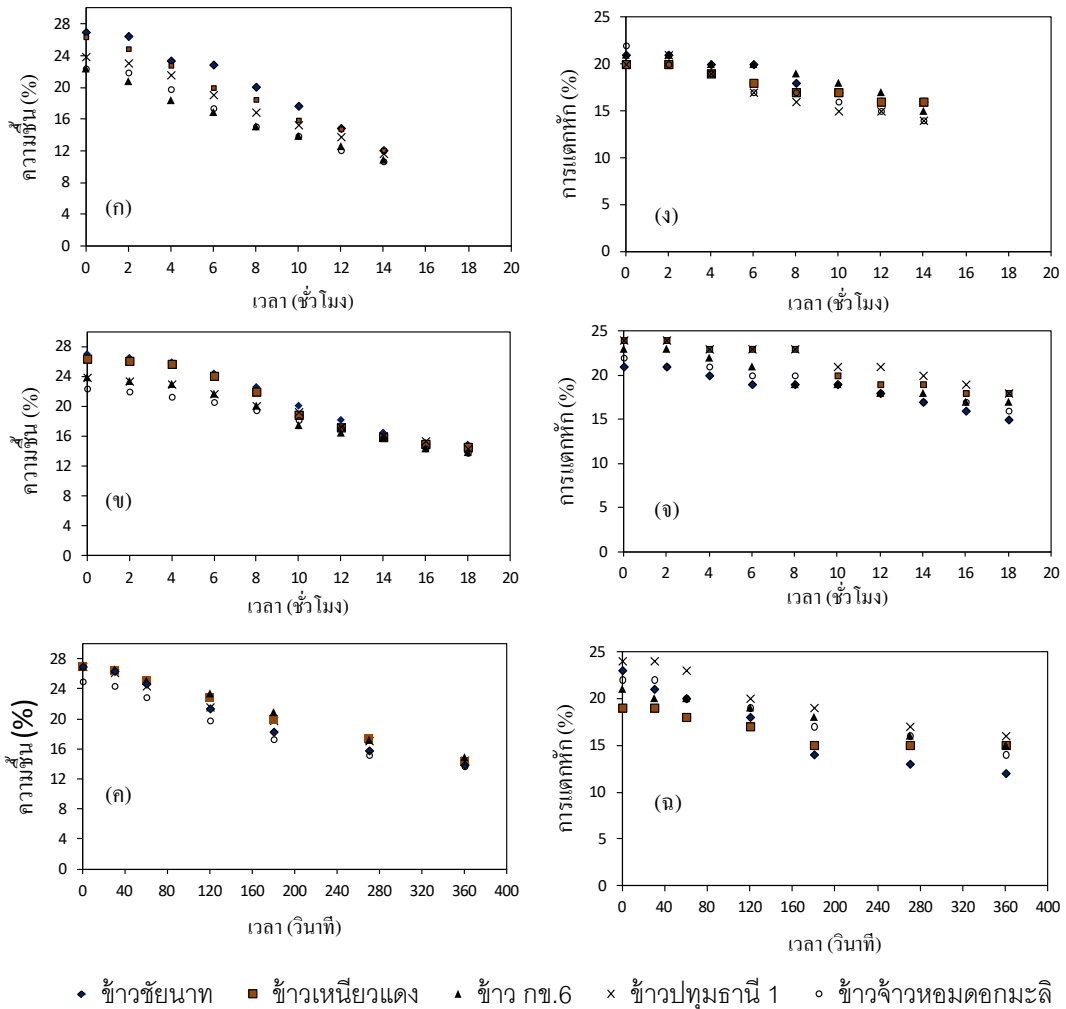 28
24
20
16
12
8
4
0
ความชื้น (%)
(ก)
0 2 4 6 8 10 12 14 16 18 20
เวลา (ชั่วโมง)
25
20
15
10
5
0
การแตกหัก (%)
(ง)
0 2 4 6 8 10 12 14 16 18 20
เวลา (ชั่วโมง)
28
24
20
16
12
8
4
0
ความชื้น (%)
(ข)
0 2 4 6 8 10 12 14 16 18 20
เวลา (ชั่วโมง)
25
20
15
10
5
0
การแตกหัก (%)
(จ)
0 2 4 6 8 10 12 14 16 18 20
เวลา (ชั่วโมง)
28
24
20
16
12
8
4
0
ความชื้น (%)
(ค)
0 40 80 120 160 200 240 280 320 360 400
เวลา (วินาที)
25
20
15
10
5
0
การแตกหัก (%)
(ฉ)
0 40 80 120 160 200 240 280 320 360 400
เวลา (วินาที)
ข้าวชัยนาท ข้าวเหนียวแดง ข้าว กข.6 ข้าวปทุมธานี 1 ข้าวจ้าวหอมดอกมะลิ